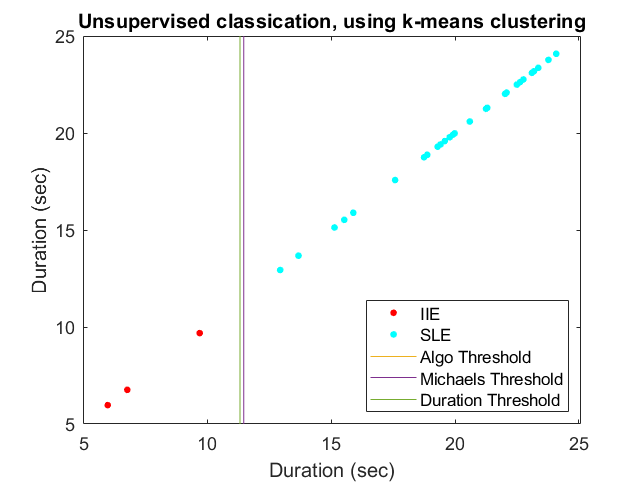 Unsupervised classication, using k-means clustering
25
20
15
10
5
Duration (sec)
5
10
15
20
25
Duration (sec)
IIE
SLE
Algo Threshold
Michaels Threshold
Duration Threshold